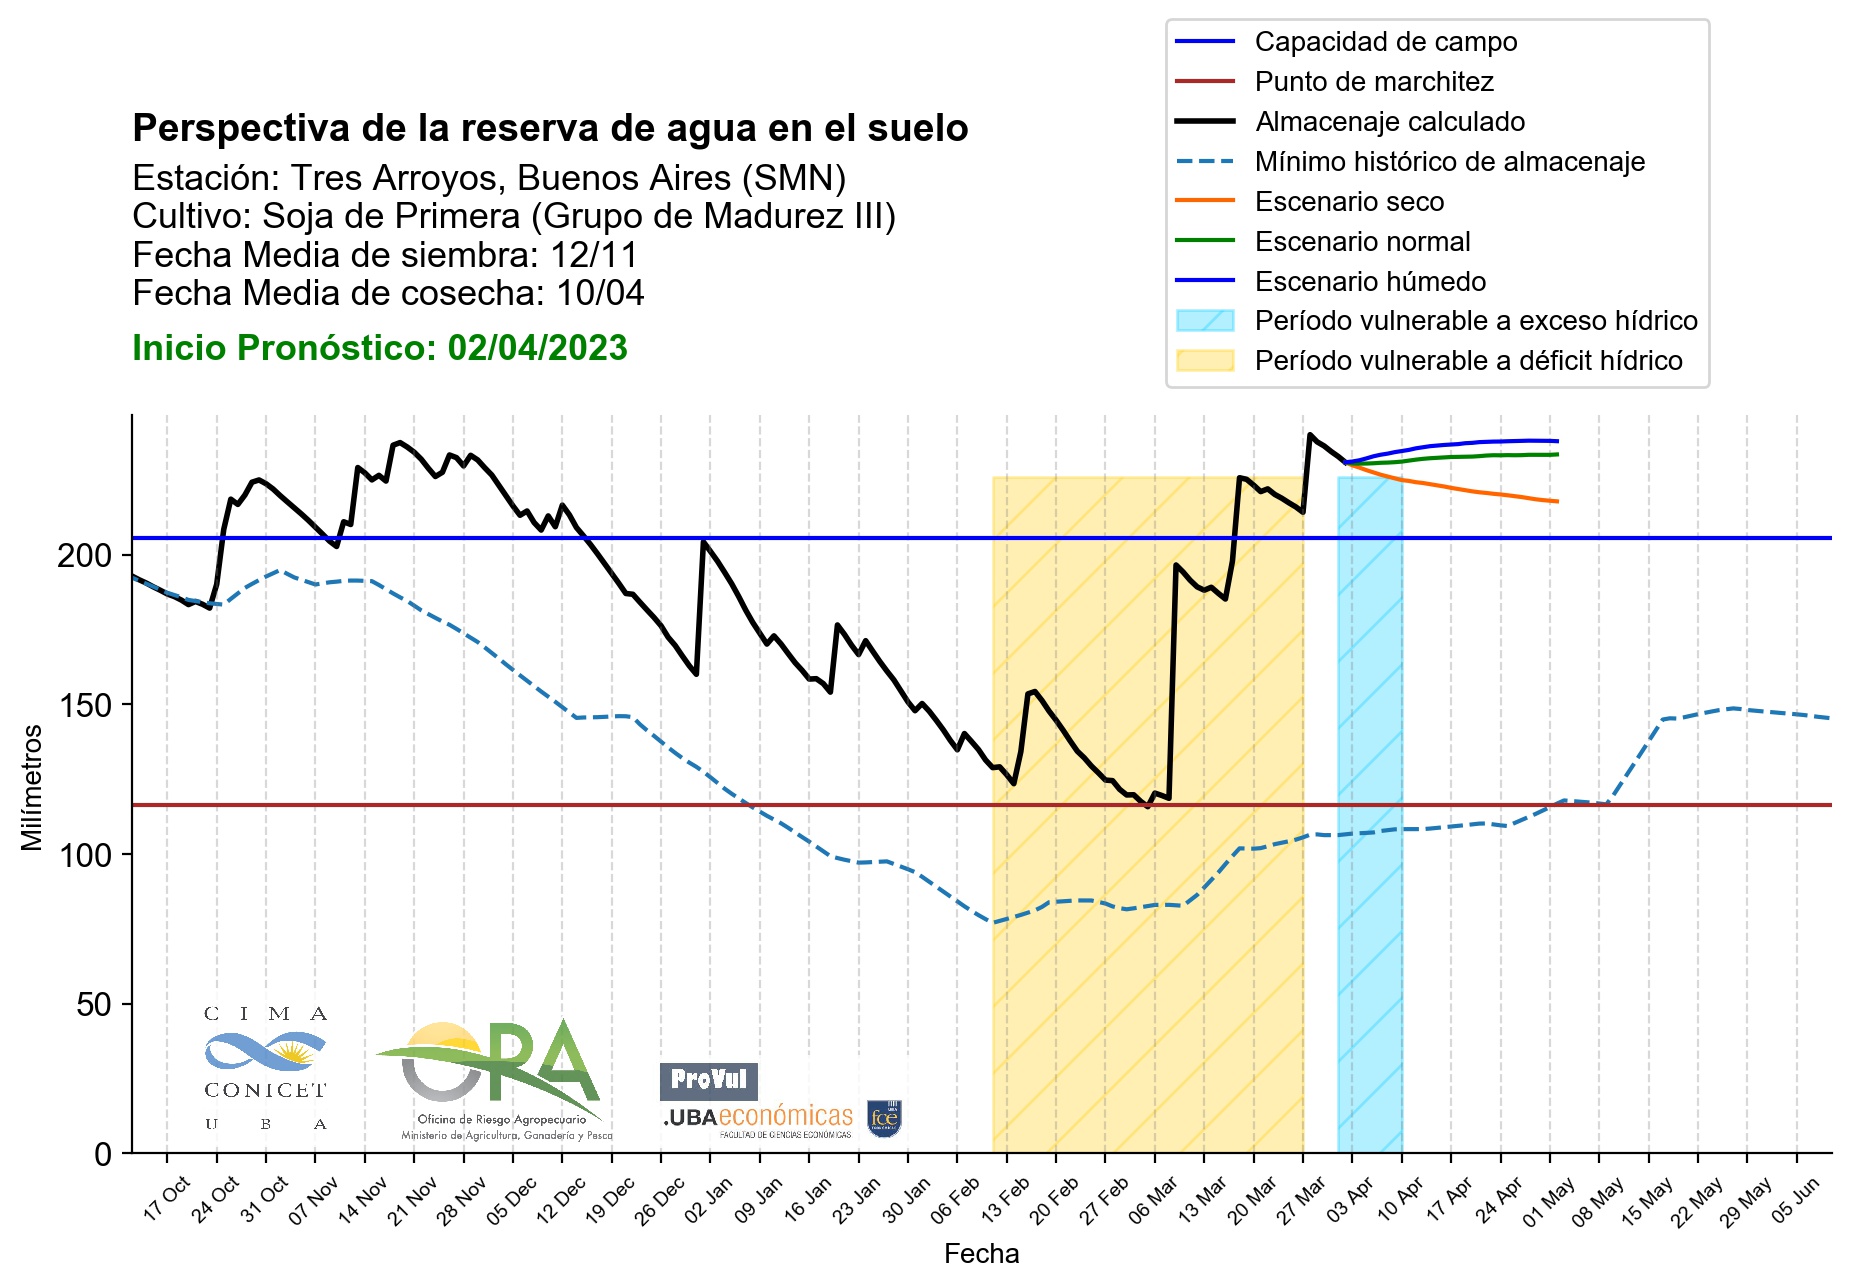 Capacidad de campo
Punto de marchitez
Almacenaje calculado
Mínimo histórico de almacenaje
Escenario seco
Escenario normal
Escenario húmedo
Período vulnerable a exceso hídrico
Período vulnerable a déficit hídrico
Perspectiva de la reserva de agua en el suelo
Estación: Tres Arroyos, Buenos Aires (SMN)
Cultivo: Soja de Primera (Grupo de Madurez III)
Fecha Media de siembra: 12/11
Fecha Media de cosecha: 10/04
Inicio Pronóstico: 02/04/2023
Milímetros
200
150
100
50
0
C I M A
CONICET
U B A
ORA
Oficina de Riesgo Agropecuario
Ministerio de Agricultura, Ganadería y Pesca
ProVul
.UBAeconómicas
FACULTAD DE CIENCIAS ECONÓMICAS
UBA
fce
ECONÓMICAS
17 Oct
24 Oct
31 Oct
07 Nov
14 Nov
21 Nov
28 Nov
05 Dec
12 Dec
19 Dec
26 Dec
02 Jan
09 Jan
16 Jan
23 Jan
30 Jan
06 Feb
13 Feb
20 Feb
27 Feb
06 Mar
13 Mar
20 Mar
27 Mar
03 Apr
10 Apr
17 Apr
24 Apr
01 May
08 May
15 May
22 May
29 May
05 Jun
Fecha